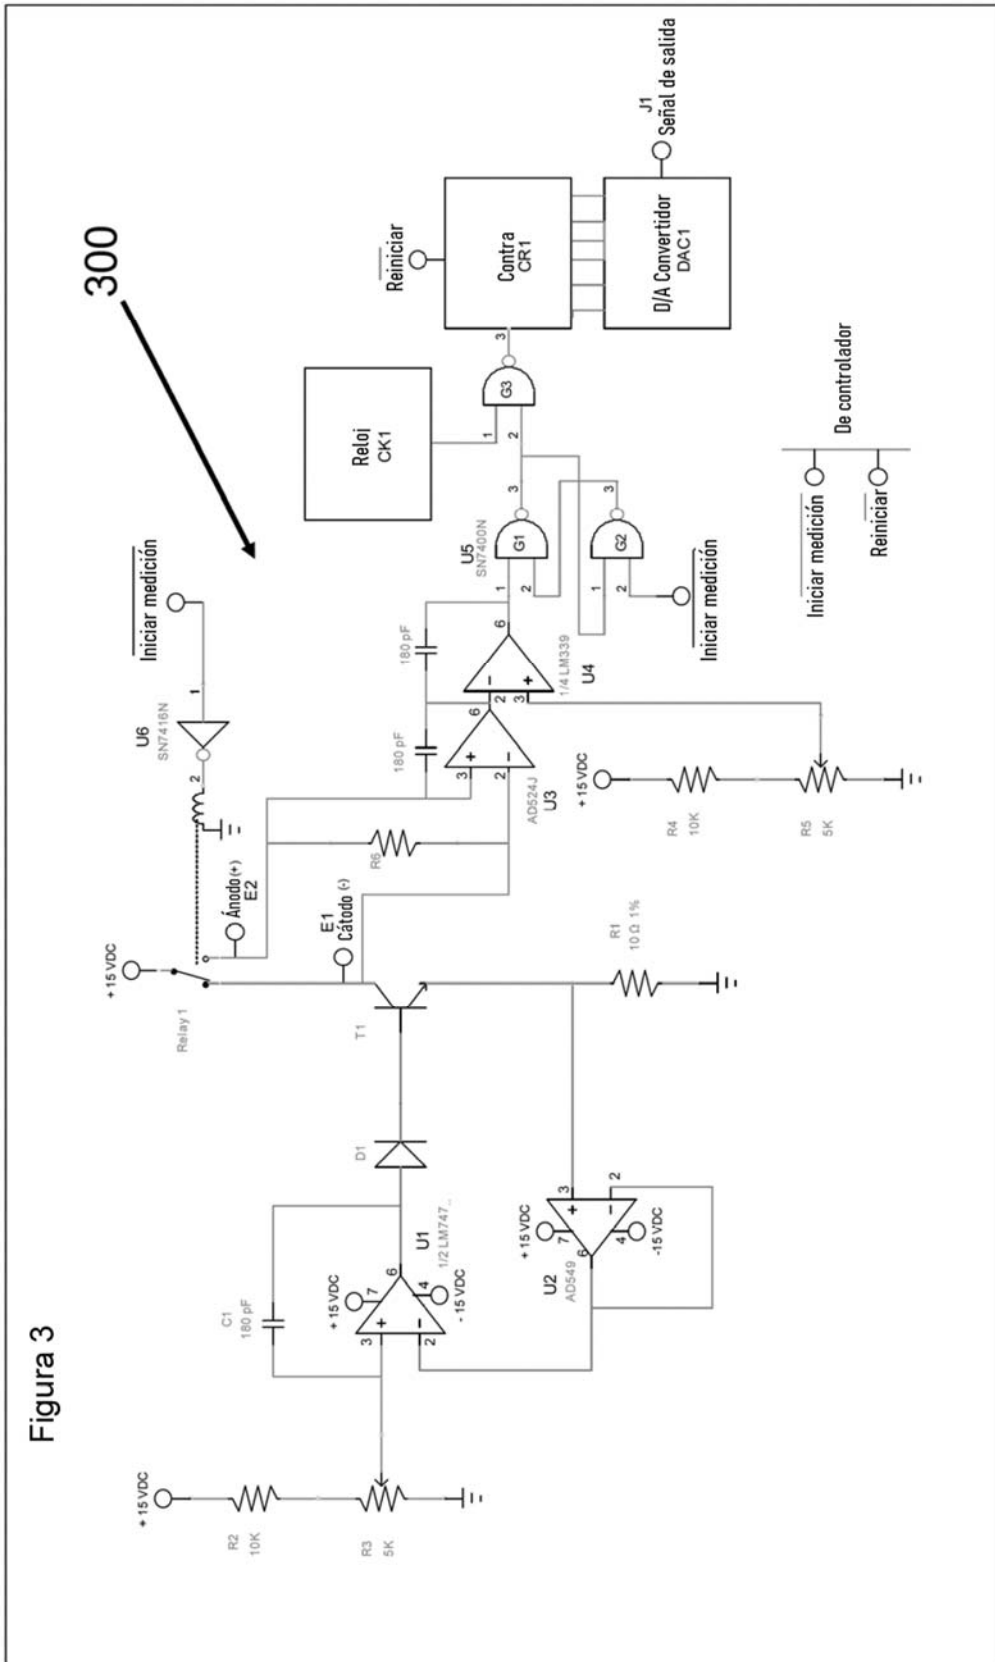 Figura 3
300
+ 15 VDC
R2
10K
R3
5K
C1
180 pF
+ 15 VDC
7
3
+
-
2
6
4
- 15 VDC
U1
1/2 LM747..
D1
T1
U2
AD549
+ 15 VDC
7
3
+
-
2
6
4
-15 VDC
R1
10 Ω 1%
+ 15 VDC
Relay 1
Ánodo (+)
E2
E1
Cátodo (-)
R6
U6
SN7416N
2
1
Iniciar medición
180 pF
180 pF
3
+
2
-
6
AD524J
U3
2
-
3
+
6
1/4 LM339
U4
+ 15 VDC
R4
10K
R5
5K
U5
SN7400N
1
2
G1
3
1
2
G2
3
Iniciar medición
Reloi
CK1
1
2
G3
3
Reiniciar
Contra
CR1
D/A Convertidor
DAC1
J1
Señal de salida
Iniciar medición
Reiniciar
De controlador